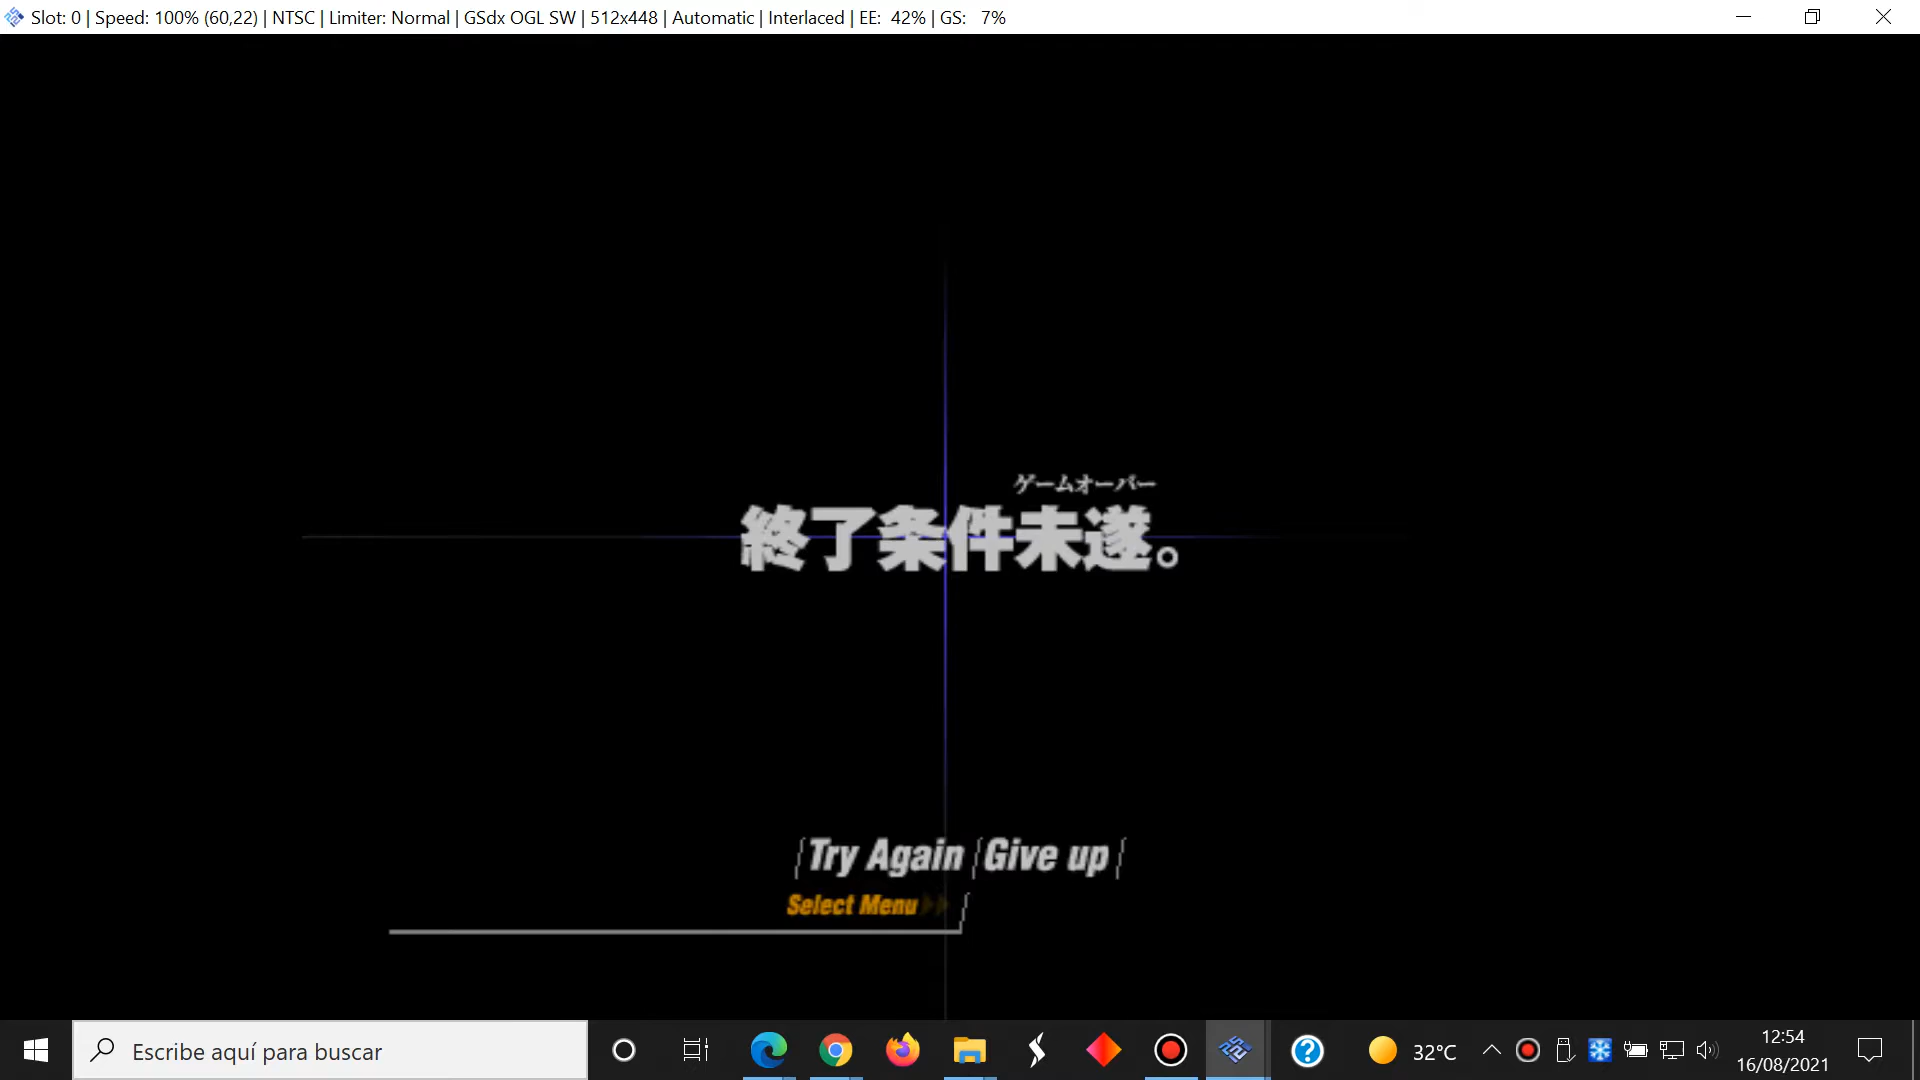 Slot: 0 | Speed: 100% (60,22) | NTSC | Limiter: Normal | GSdx OGL SW | 512x448 | Automatic | Interlaced | EE: 42% | GS: 7%
ゲームオーバー
終了条件未遂。
Try Again Give up
Select Menu
Escribe aquí para buscar
32°C
12:54
16/08/2021